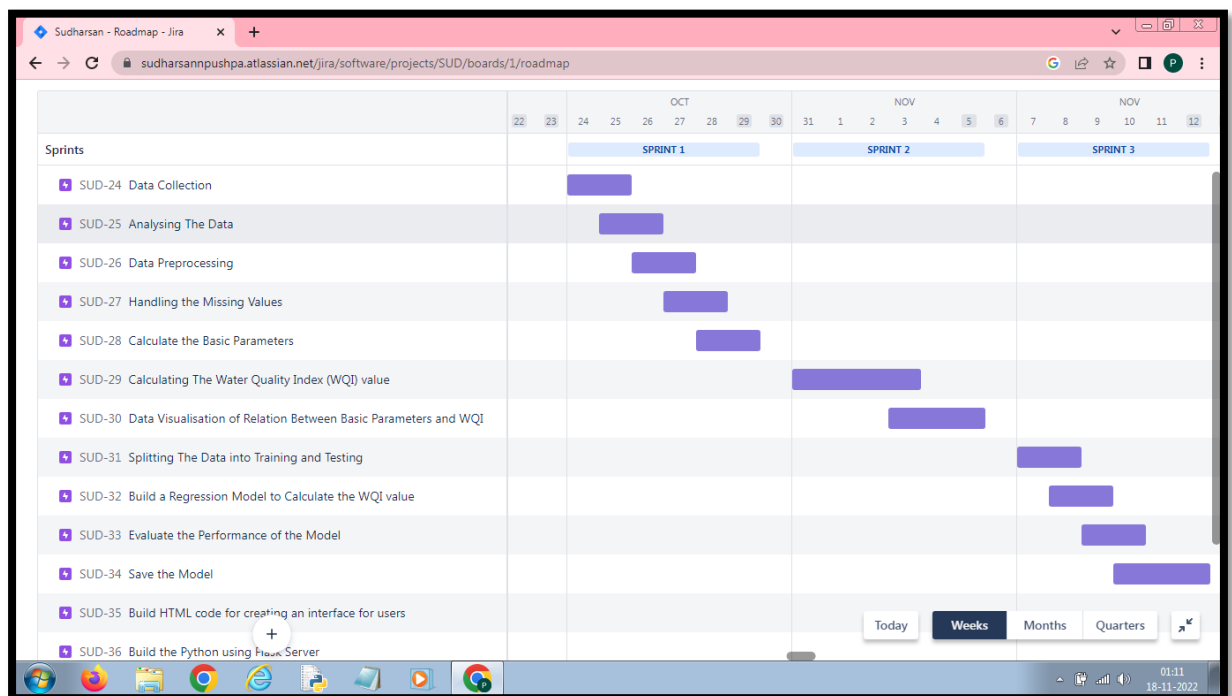 Sudharsan - Roadmap - Jira
sudharsannpushpa.atlassian.net/jira/software/projects/SUD/boards/1/roadmap
G P
OCT NOV NOV
22 23 24 25 26 27 28 29 30 31 1 2 3 4 5 6 7 8 9 10 11 12
Sprints SPRINT 1 SPRINT 2 SPRINT 3
SUD-24 Data Collection
SUD-25 Analysing The Data
SUD-26 Data Preprocessing
SUD-27 Handling the Missing Values
SUD-28 Calculate the Basic Parameters
SUD-29 Calculating The Water Quality Index (WQI) value
SUD-30 Data Visualisation of Relation Between Basic Parameters and WQI
SUD-31 Splitting The Data into Training and Testing
SUD-32 Build a Regression Model to Calculate the WQI value
SUD-33 Evaluate the Performance of the Model
SUD-34 Save the Model
SUD-35 Build HTML code for creating an interface for users
Today Weeks Months Quarters
SUD-36 Build the Python using Flask Server
01:11
18-11-2022